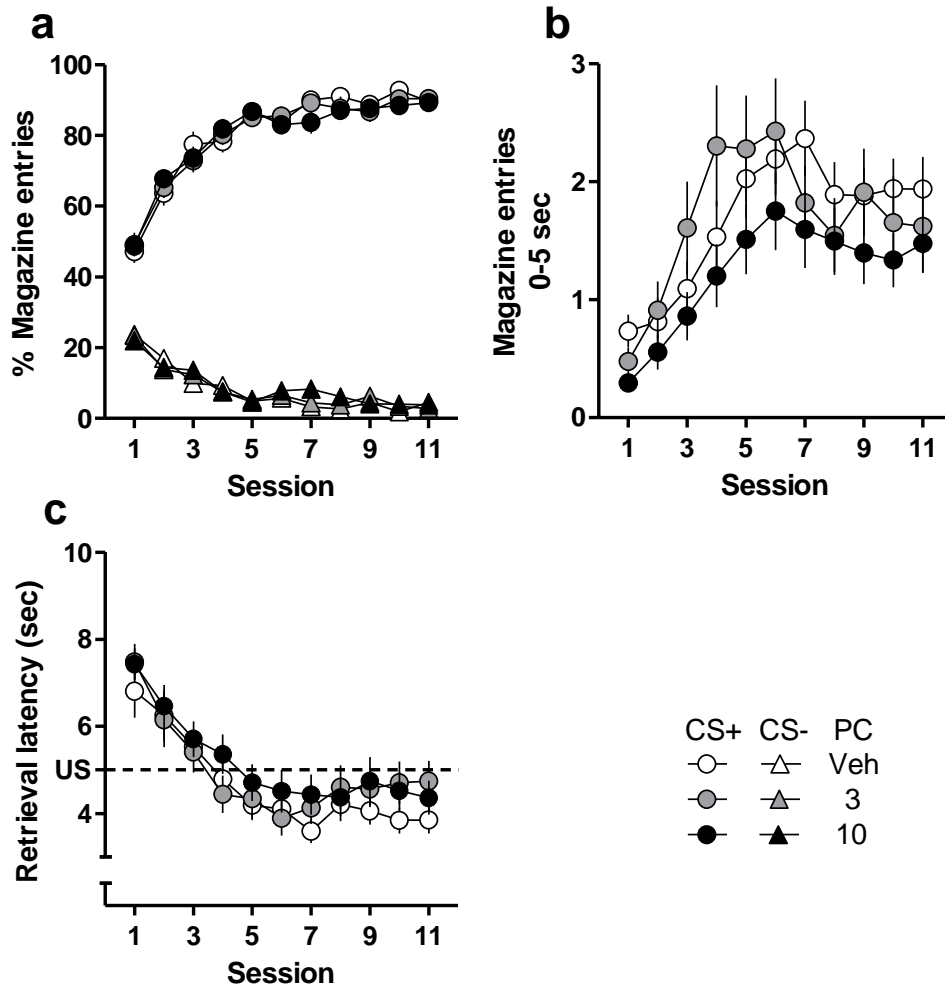 a
100
80
60
40
20
0
% Magazine entries
1 3 5 7 9 11
Session
b
3
2
1
0
Magazine entries
0-5 sec
1 3 5 7 9 11
Session
c
10
8
6
US
4
Retrieval latency (sec)
1 3 5 7 9 11
Session
CS+ CS- PC
Veh
3
10